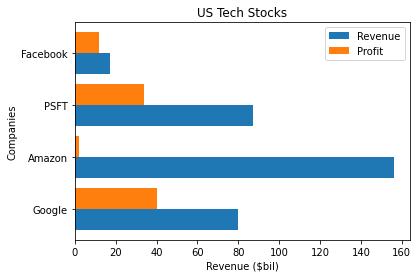 US Tech Stocks
Revenue
Profit
Facebook
PSFT
Amazon
Google
Companies
0 20 40 60 80 100 120 140 160
Revenue ($bil)